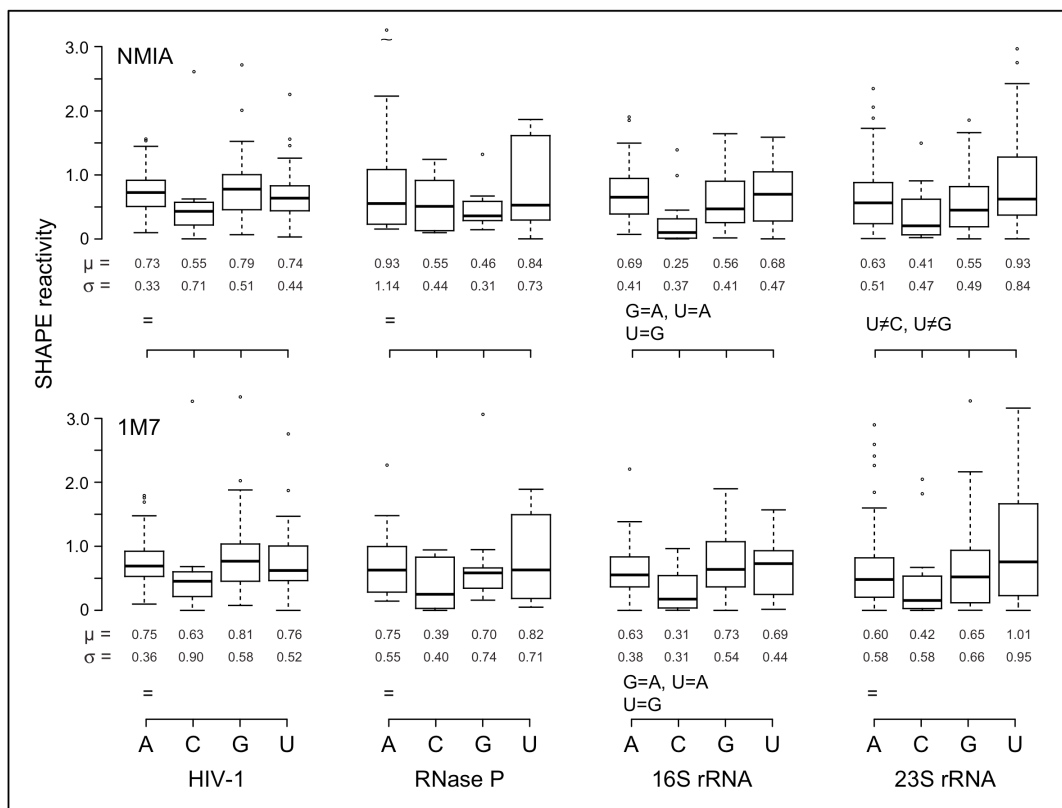 NMIA
SHAPE reactivity
3.0
2.0
1.0
0
μ = 0.73 0.55 0.79 0.74 0.93 0.55 0.46 0.84 0.69 0.25 0.56 0.68 0.63 0.41 0.55 0.93
σ = 0.33 0.71 0.51 0.44 1.14 0.44 0.31 0.73 0.41 0.37 0.41 0.47 0.51 0.47 0.49 0.84
= = G=A, U=A U≠C, U≠G
U=G
1M7
3.0
2.0
1.0
0
μ = 0.75 0.63 0.81 0.76 0.75 0.39 0.70 0.82 0.63 0.31 0.73 0.69 0.60 0.42 0.65 1.01
σ = 0.36 0.90 0.58 0.52 0.55 0.40 0.74 0.71 0.38 0.31 0.54 0.44 0.58 0.58 0.66 0.95
= = G=A, U=A =
U=G
A C G U A C G U A C G U A C G U
HIV-1 RNase P 16S rRNA 23S rRNA